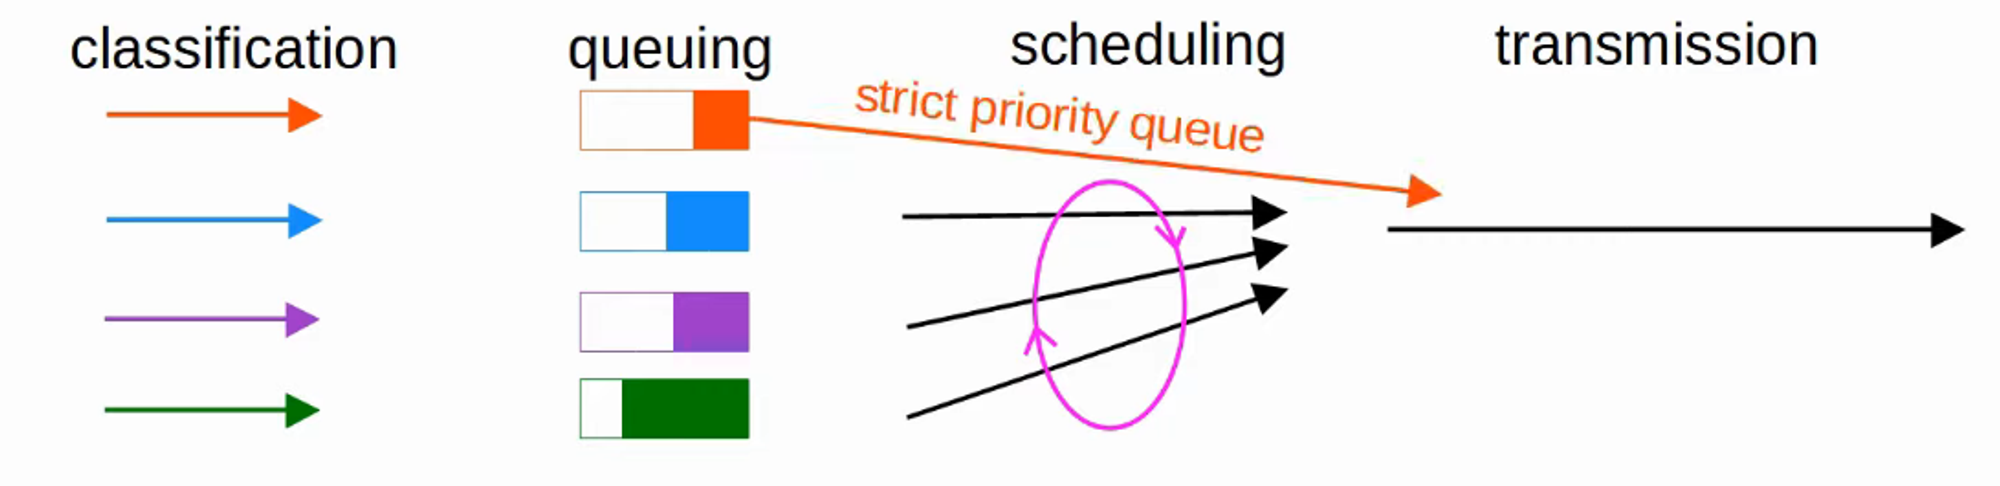 classification
queuing
scheduling
transmission
strict priority queue